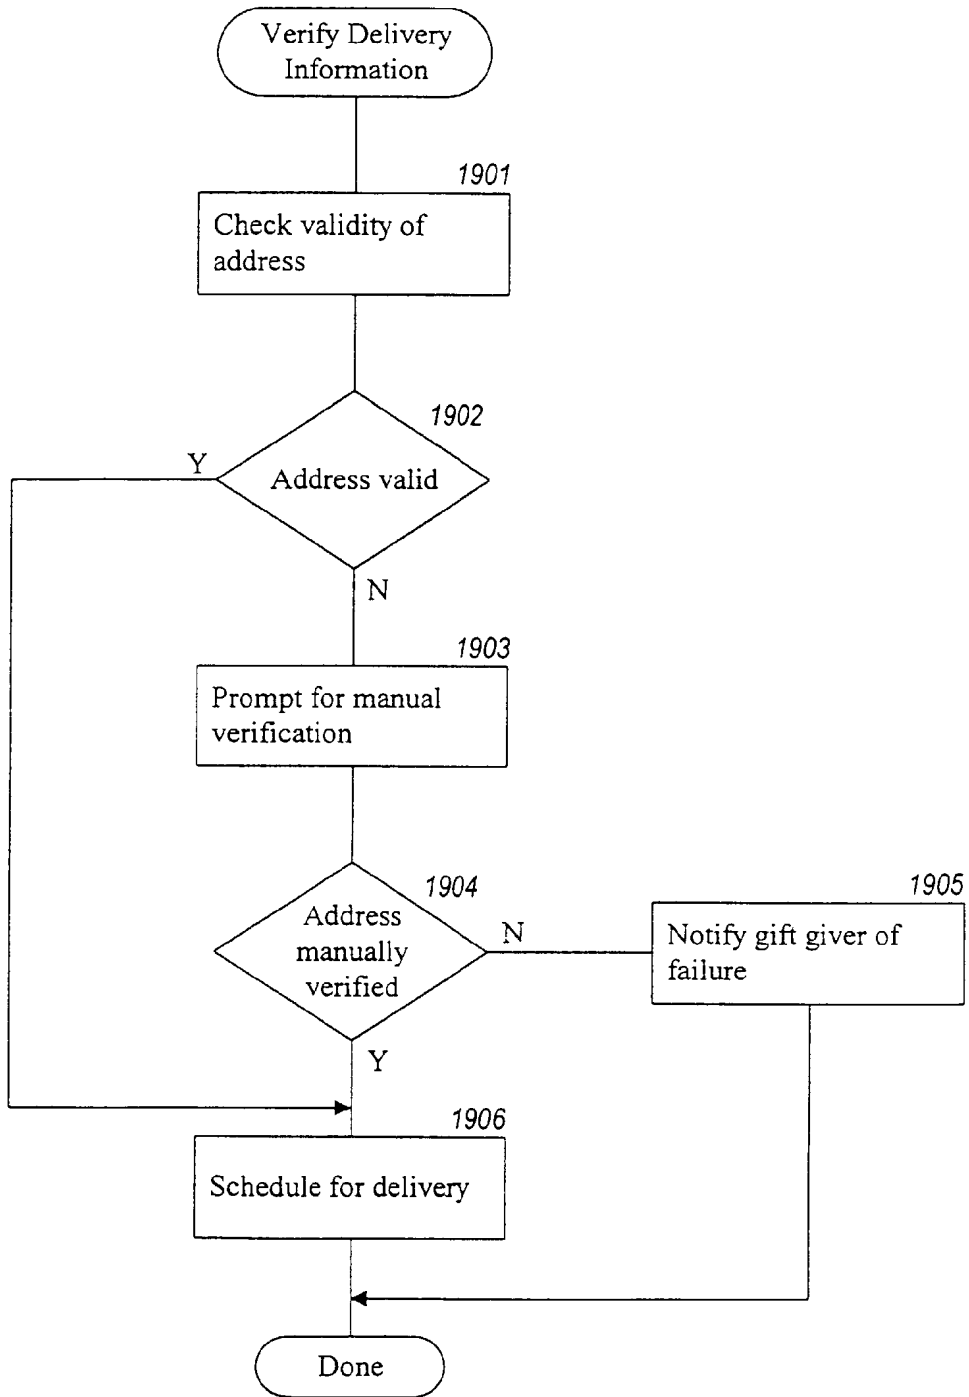 Verify Delivery
Information
1901
Check validity of
address
1902
Y
Address valid
N
1903
Prompt for manual
verification
1904
Address
manually
verified
N
1905
Notify gift giver of
failure
Y
1906
Schedule for delivery
Done